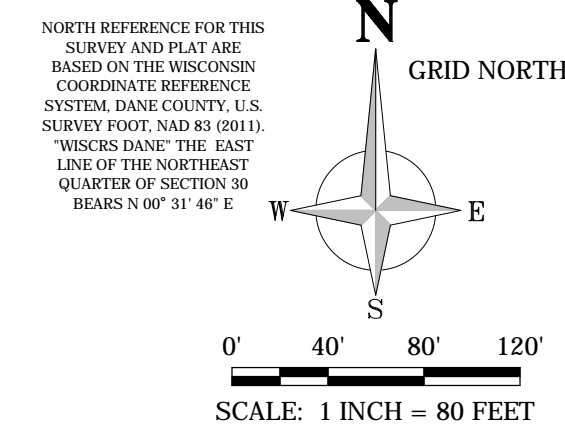 NORTH REFERENCE FOR THIS
SURVEY AND PLAT ARE
BASED ON THE WISCONSIN
COORDINATE REFERENCE
SYSTEM, DANE COUNTY, U.S.
SURVEY FOOT, NAD 83 (2011).
"WISCRS DANE" THE EAST
LINE OF THE NORTHEAST
QUARTER OF SECTION 30
BEARS N 00° 31' 46" E
N
GRID NORTH
W E
S
0' 40' 80' 120'
SCALE: 1 INCH = 80 FEET